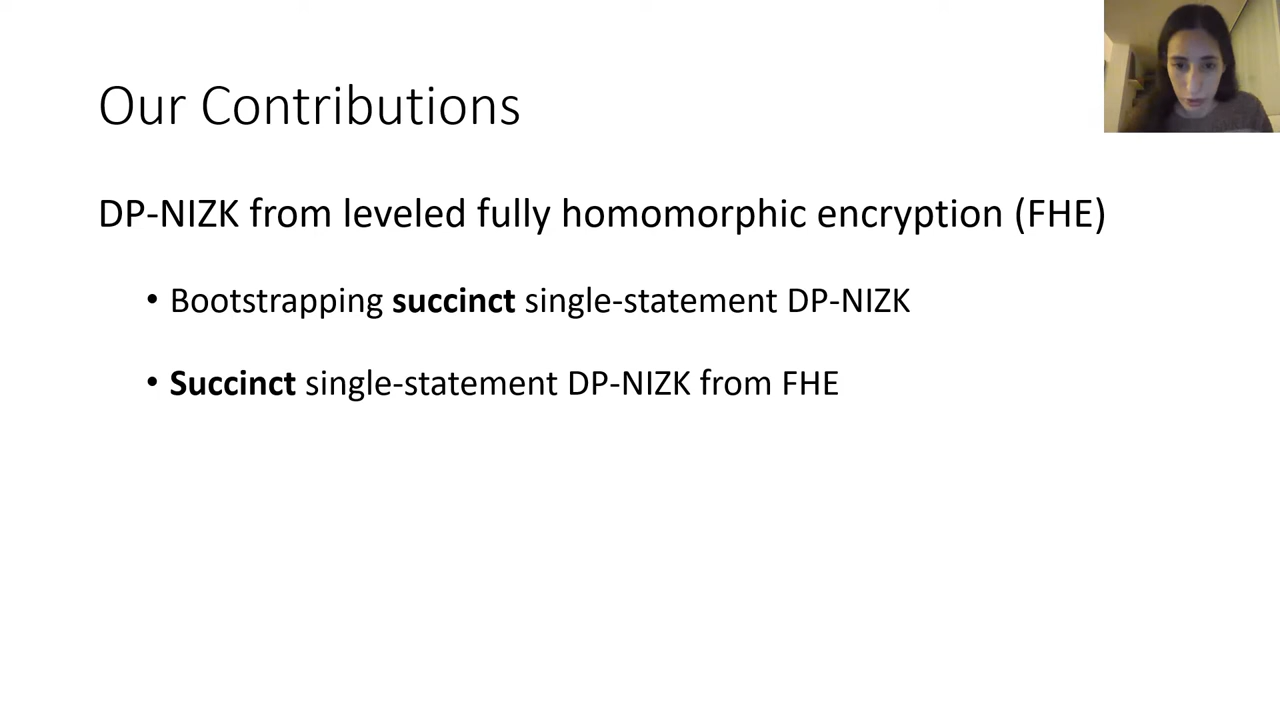 Our Contributions
DP-NIZK from leveled fully homomorphic encryption (FHE)
• Bootstrapping succinct single-statement DP-NIZK
• Succinct single-statement DP-NIZK from FHE